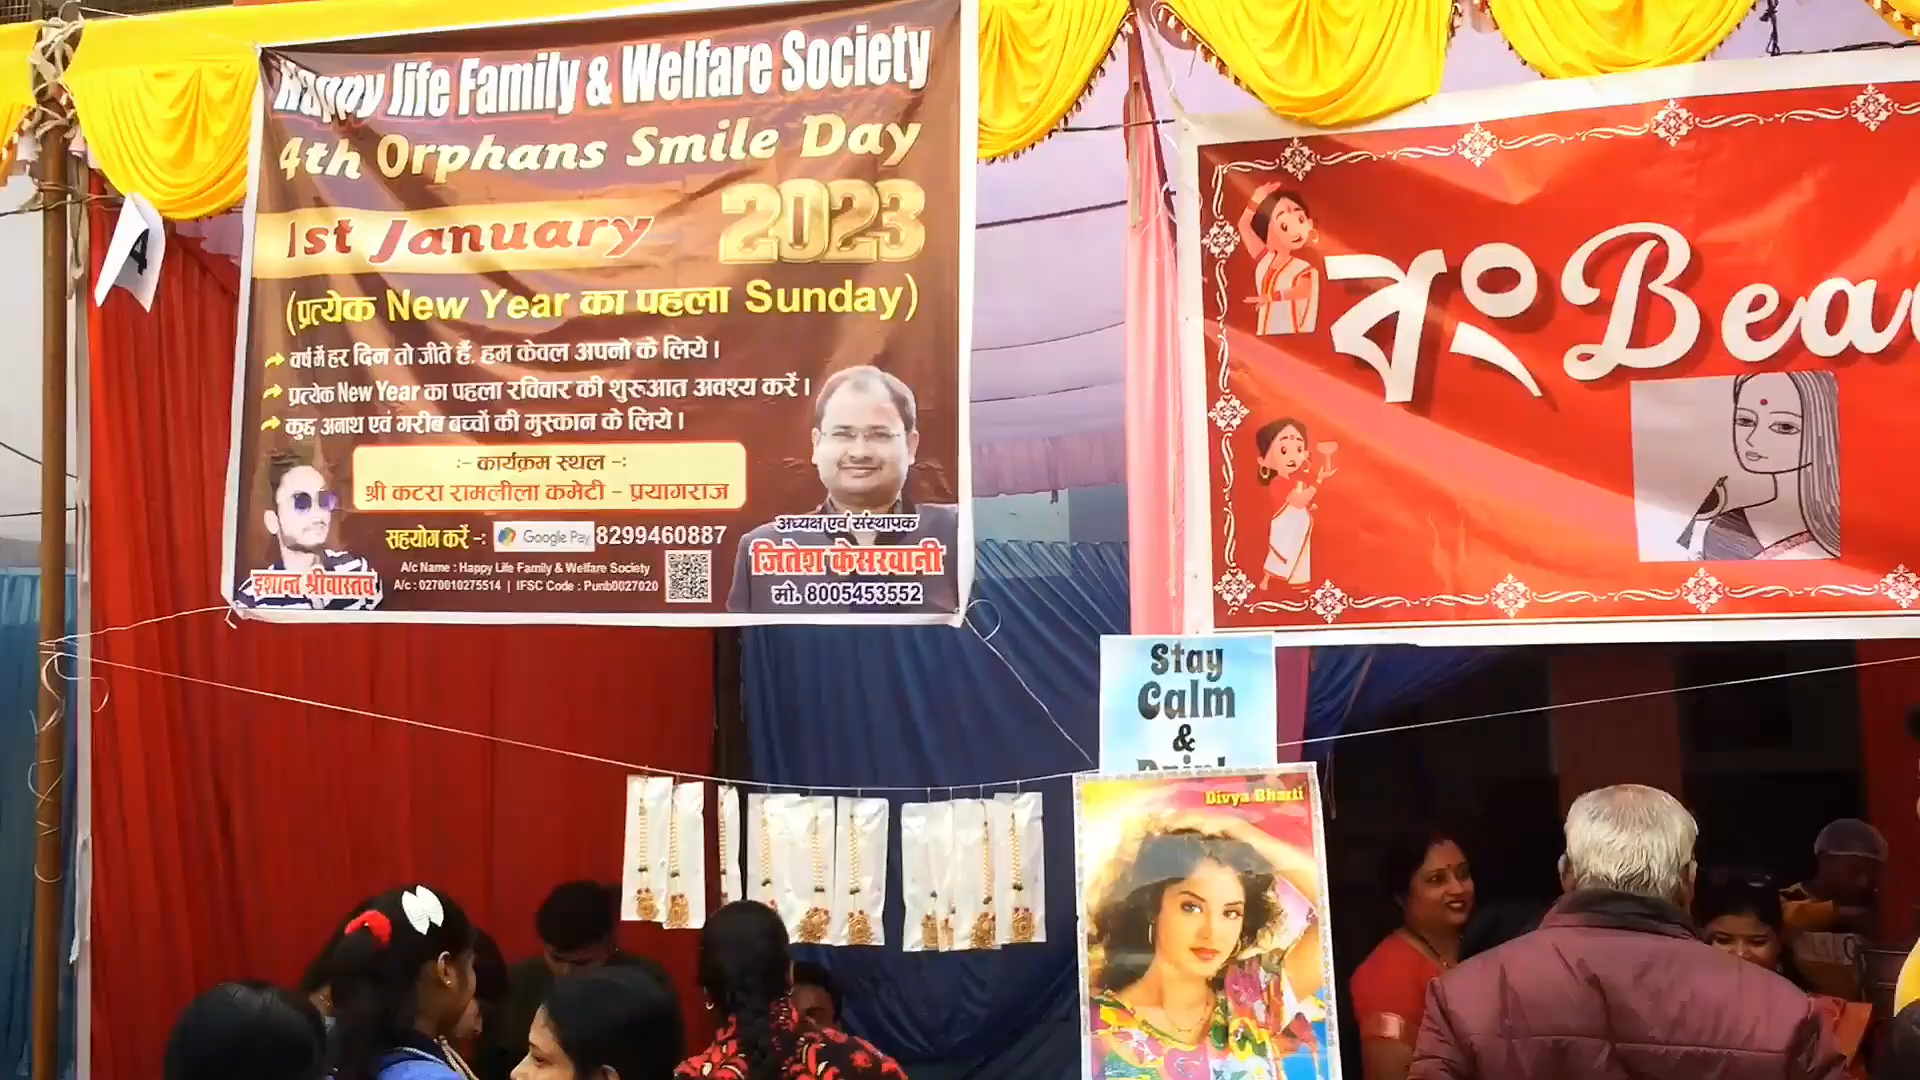 Happy life Family & Welfare Society
4th Orphans Smile Day
1st January 2023
(प्रत्येक New Year का पहला Sunday)
वर्ष में हर दिन तो जीते हैं, हम केवल अपनो के लिये।
प्रत्येक New Year का पहला रविवार की शुरूआत अवश्य करें।
कुछ अनाथ एवं गरीब बच्चों की मुस्कान के लिये।
:- कार्यक्रम स्थल -:
श्री कटरा रामलीला कमेटी - प्रयागराज
सहयोग करें -: Google Pay 8299460887
A/c Name : Happy Life Family & Welfare Society
A/c : 0270010275514 | IFSC Code : Punb0027020
इशान्त श्रीवास्तव
अध्यक्ष एवं संस्थापक
जितेश केसरवानी
मो. 8005453552
4
বং Bea
Stay
Calm
&
Divya Bharti